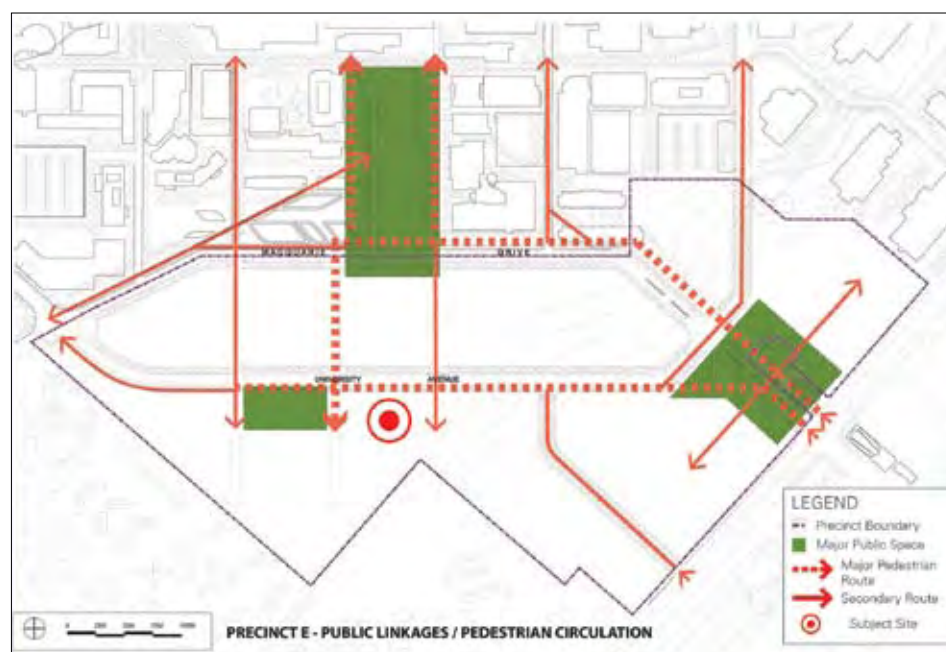 MACQUARIE DRIVE
UNIVERSITY AVENUE
LEGEND
Precinct Boundary
Major Public Space
Major Pedestrian
Route
Secondary Route
Subject Site
PRECINCT E - PUBLIC LINKAGES / PEDESTRIAN CIRCULATION